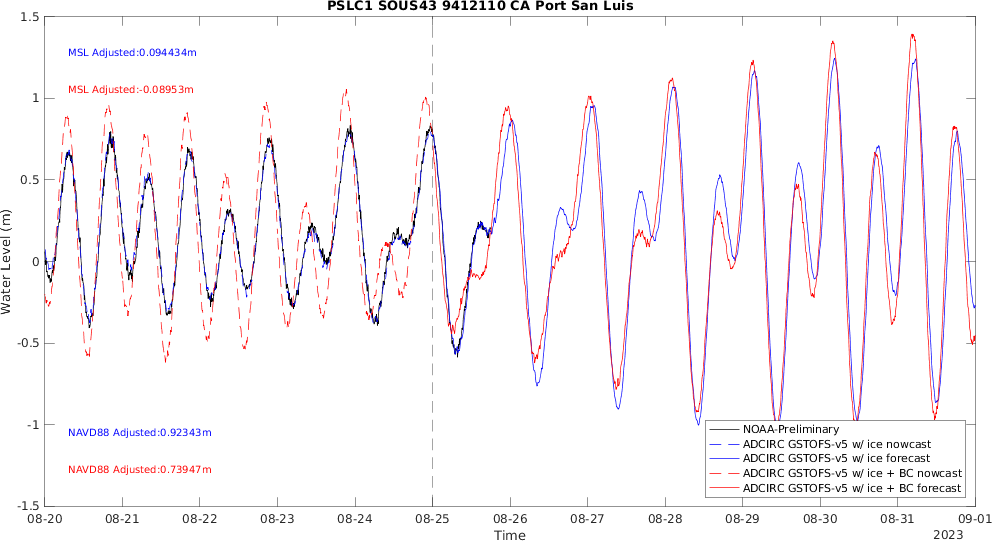 PSLC1 SOUS43 9412110 CA Port San Luis
1.5
1
0.5
0
-0.5
-1
-1.5
Water Level (m)
MSL Adjusted:0.094434m
MSL Adjusted:-0.08953m
NAVD88 Adjusted:0.92343m
NAVD88 Adjusted:0.73947m
NOAA-Preliminary
ADCIRC GSTOFS-v5 w/ ice nowcast
ADCIRC GSTOFS-v5 w/ ice forecast
ADCIRC GSTOFS-v5 w/ ice + BC nowcast
ADCIRC GSTOFS-v5 w/ ice + BC forecast
08-20 08-21 08-22 08-23 08-24 08-25 08-26 08-27 08-28 08-29 08-30 08-31 09-01
Time
2023